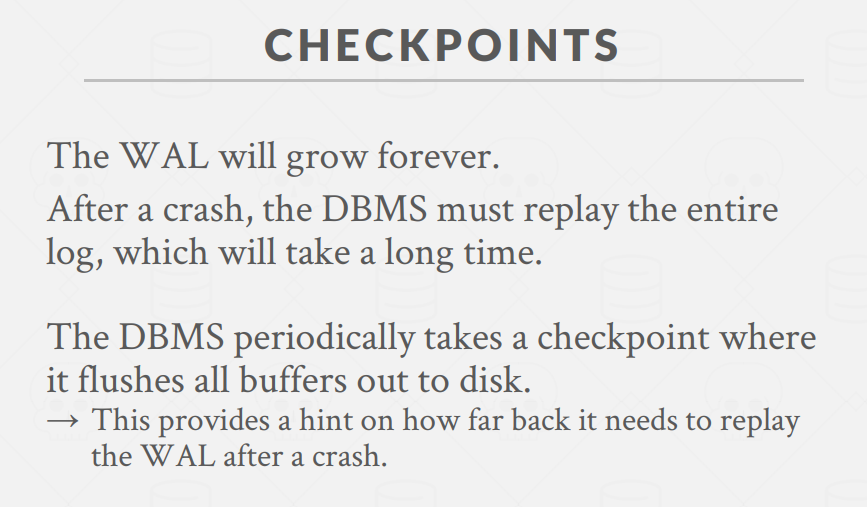 CHECKPOINTS
The WAL will grow forever.
After a crash, the DBMS must replay the entire
log, which will take a long time.
The DBMS periodically takes a checkpoint where
it flushes all buffers out to disk.
→ This provides a hint on how far back it needs to replay
the WAL after a crash.